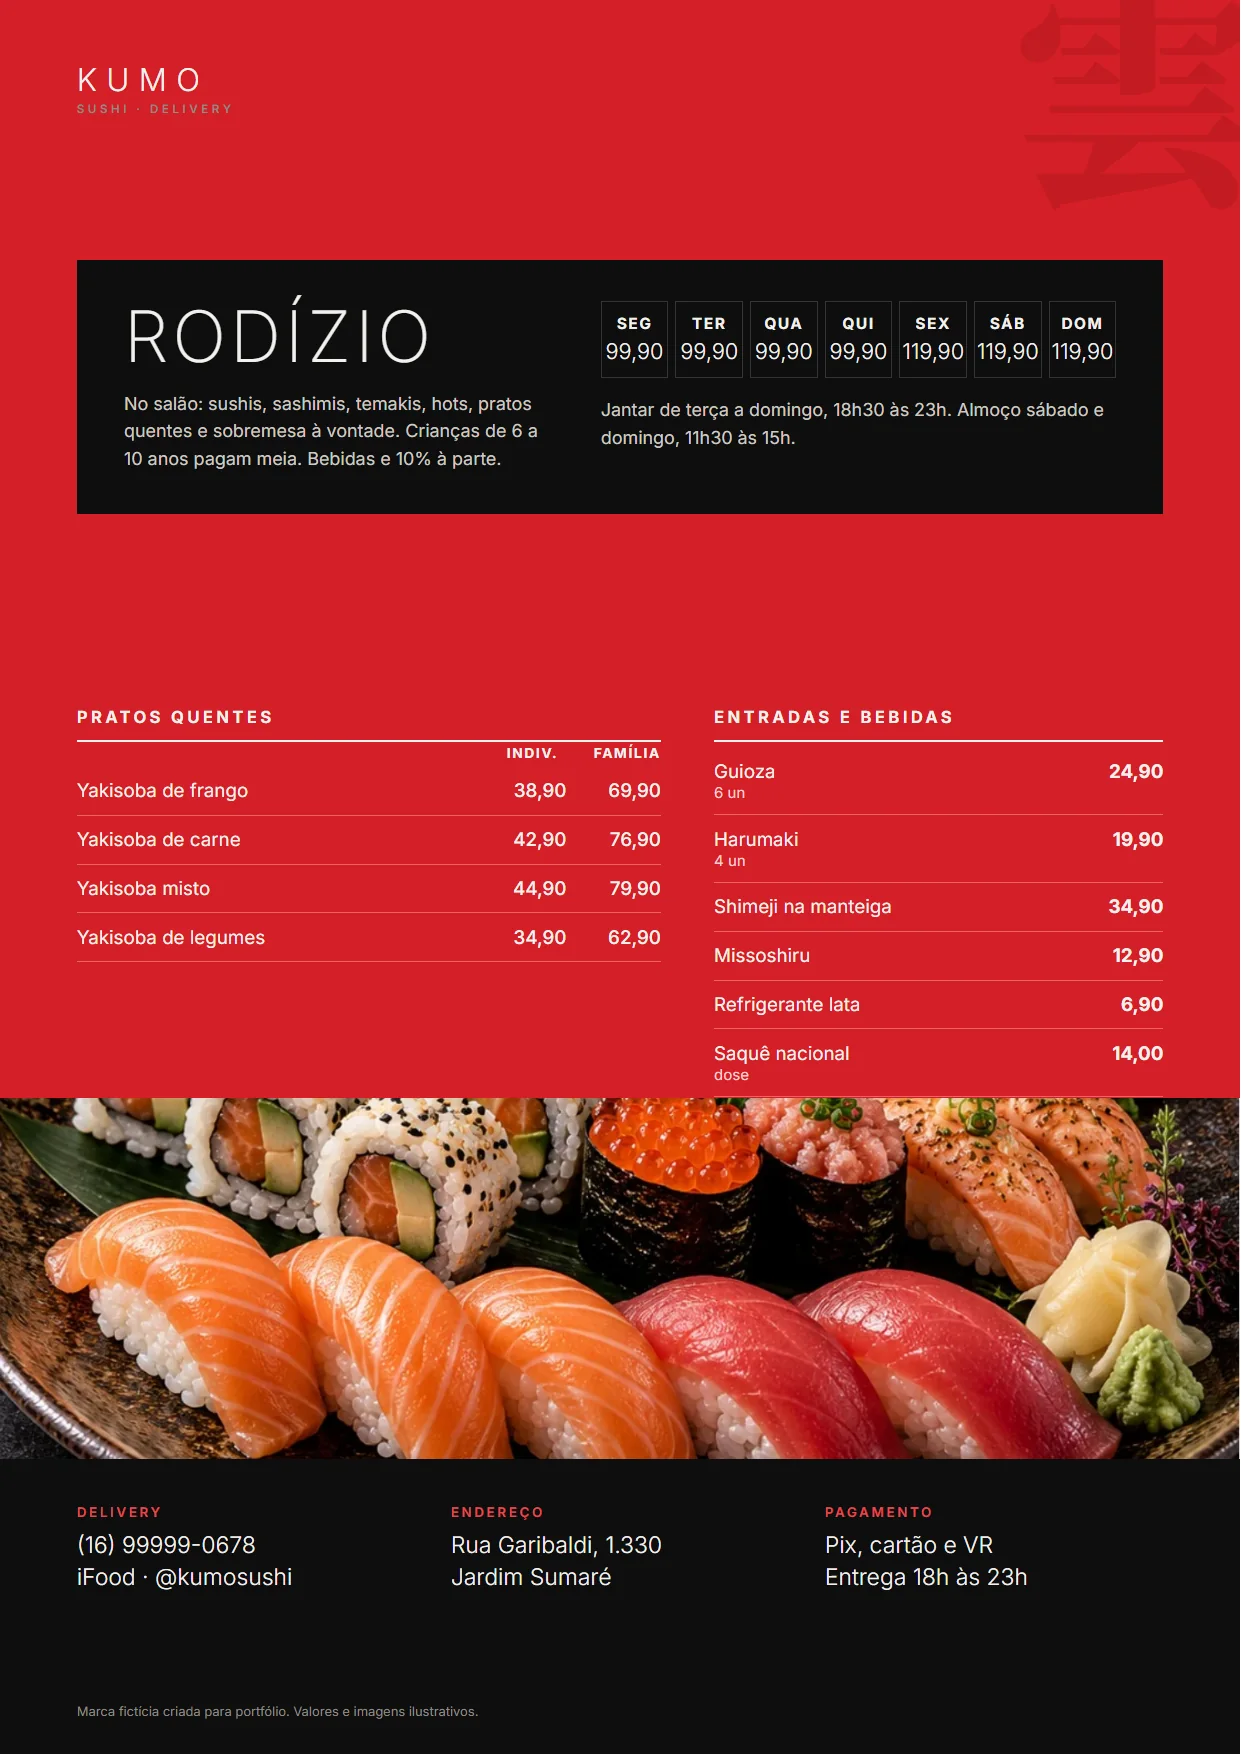 KUMO
SUSHI · DELIVERY
雲
RODÍZIO
No salão: sushis, sashimis, temakis, hots, pratos
quentes e sobremesa à vontade. Crianças de 6 a
10 anos pagam meia. Bebidas e 10% à parte.
SEG TER QUA QUI SEX SÁB DOM
99,90 99,90 99,90 99,90 119,90 119,90 119,90
Jantar de terça a domingo, 18h30 às 23h. Almoço sábado e
domingo, 11h30 às 15h.
PRATOS QUENTES
INDIV. FAMÍLIA
Yakisoba de frango 38,90 69,90
Yakisoba de carne 42,90 76,90
Yakisoba misto 44,90 79,90
Yakisoba de legumes 34,90 62,90
ENTRADAS E BEBIDAS
Guioza 24,90
6 un
Harumaki 19,90
4 un
Shimeji na manteiga 34,90
Missoshiru 12,90
Refrigerante lata 6,90
Saquê nacional 14,00
dose
DELIVERY
(16) 99999-0678
iFood · @kumosushi
ENDEREÇO
Rua Garibaldi, 1.330
Jardim Sumaré
PAGAMENTO
Pix, cartão e VR
Entrega 18h às 23h
Marca fictícia criada para portfólio. Valores e imagens ilustrativos.